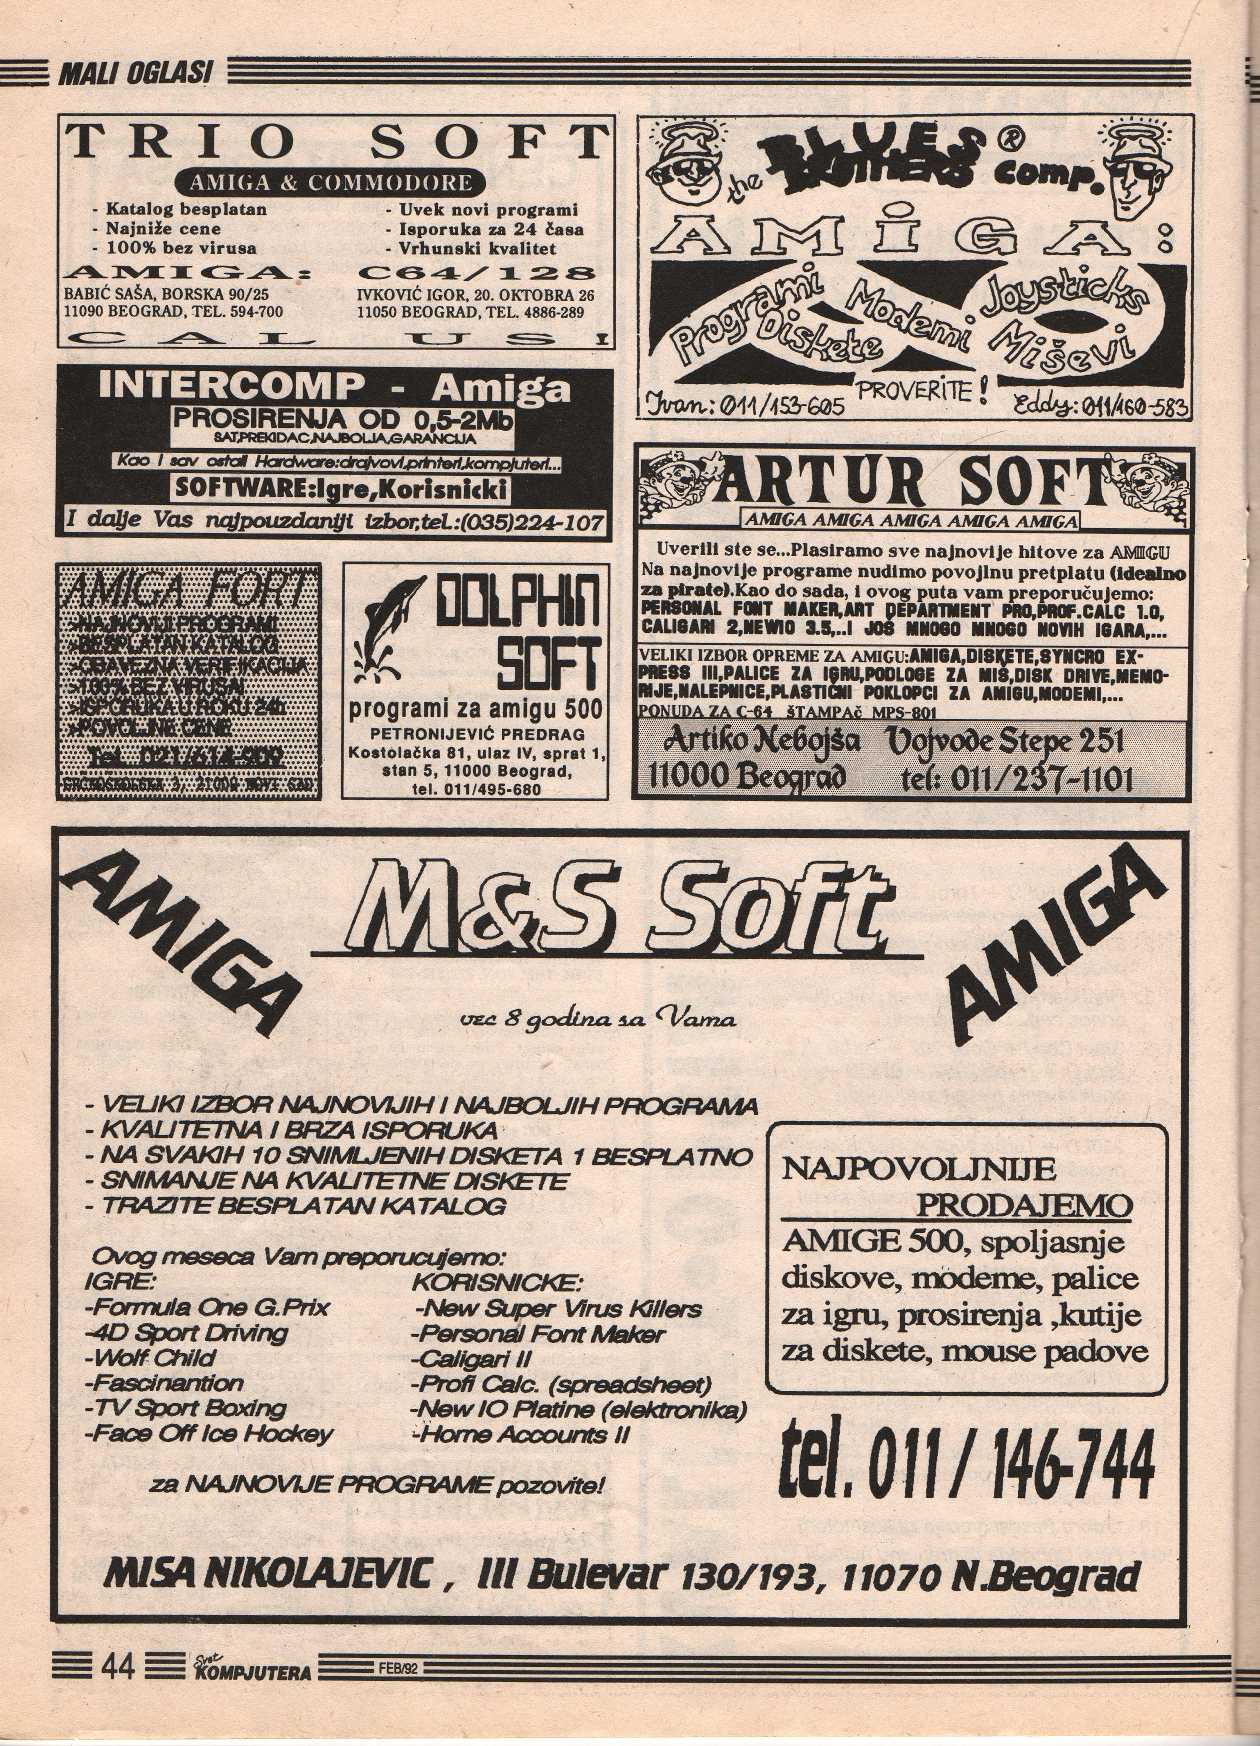 MALI OGLASI
TRIO SOFT
AMIGA & COMMODORE
- Katalog besplatan
- Najniže cene
- 100% bez virusa
- Uvek novi programi
- Isporuka za 24 časa
- Vrhunski kvalitet
AMIGA:
BABIĆ SAŠA, BORSKA 90/25
11090 BEOGRAD, TEL. 594-700
C64/128
IVKOVIĆ IGOR, 20. OKTOBRA 26
11050 BEOGRAD, TEL. 4886-289
CAL US!
the BLUES BROTHERS ® comp.
AMiGA:
Programi
Diskete
Modemi
Joysticks
Miševi
PROVERiTE!
Ivan: 011/153-605
Eddy: 011/160-583
INTERCOMP - Amiga
PROSIRENJA OD 0,5-2Mb
SAT,PREKIDAC,NAJBOLJA,GARANCIJA
Kao i sav ostali Hardware:drajvovi,printeri,kompjuteri...
SOFTWARE:Igre,Korisnicki
I dalje Vas najpouzdaniji izbor,tel.:(035)224-107
ARTUR SOFT
AMIGA AMIGA AMIGA AMIGA AMIGA
Uverili ste se...Plasiramo sve najnovije hitove za AMIGU
Na najnovije programe nudimo povoljnu pretplatu (idealno
za pirate).Kao do sada, i ovog puta vam preporučujemo:
PERSONAL FONT MAKER,ART DEPARTMENT PRO,PROF.CALC 1.0,
CALIGARI 2,NEWIO 3.5,..I JOS MNOGO MNOGO NOVIH IGARA,...
VELIKI IZBOR OPREME ZA AMIGU:AMIGA,DISKETE,SYNCRO EX-
PRESS III,PALICE ZA IGRU,PODLOGE ZA MIŠ,DISK DRIVE,MEMO-
RIJE,NALEPNICE,PLASTIČNI POKLOPCI ZA AMIGU,MODEMI,...
PONUDA ZA C-64 ŠTAMPAč MPS-801
Artiko Nebojša Vojvode Stepe 251
11000 Beograd tel: 011/237-1101
AMIGA FORT
>NAJNOVIJI PROGRAMI
>BESPLATAN KATALOG
>OBAVEZNA VERIFIKACIJA
>100% BEZ VIRUSA!
>ISPORUKA U ROKU 24h
>POVOLJNE CENE
Tel. 021/614-909
3, 21000 NOVI SAD
DOLPHIN
SOFT
programi za amigu 500
PETRONIJEVIĆ PREDRAG
Kostolačka 81, ulaz IV, sprat 1,
stan 5, 11000 Beograd,
tel. 011/495-680
AMIGA
M&S Soft
AMIGA
vec 8 godina sa Vama
- VELIKI IZBOR NAJNOVIJIH I NAJBOLJIH PROGRAMA
- KVALITETNA I BRZA ISPORUKA
- NA SVAKIH 10 SNIMLJENIH DISKETA 1 BESPLATNO
- SNIMANJE NA KVALITETNE DISKETE
- TRAZITE BESPLATAN KATALOG
Ovog meseca Vam preporucujemo:
IGRE:
-Formula One G.Prix
-4D Sport Driving
-Wolf Child
-Fascinantion
-TV Sport Boxing
-Face Off Ice Hockey
KORISNICKE:
-New Super Virus Killers
-Personal Font Maker
-Caligari II
-Profi Calc. (spreadsheet)
-New IO Platine (elektronika)
-Home Accounts II
za NAJNOVIJE PROGRAME pozovite!
NAJPOVOLJNIJE
PRODAJEMO
AMIGE 500, spoljasnje
diskove, modeme, palice
za igru, prosirenja ,kutije
za diskete, mouse padove
tel. 011 / 146-744
MISA NIKOLAJEVIC , III Bulevar 130/193, 11070 N.Beograd
44
Svet
KOMPJUTERA
FEB/92